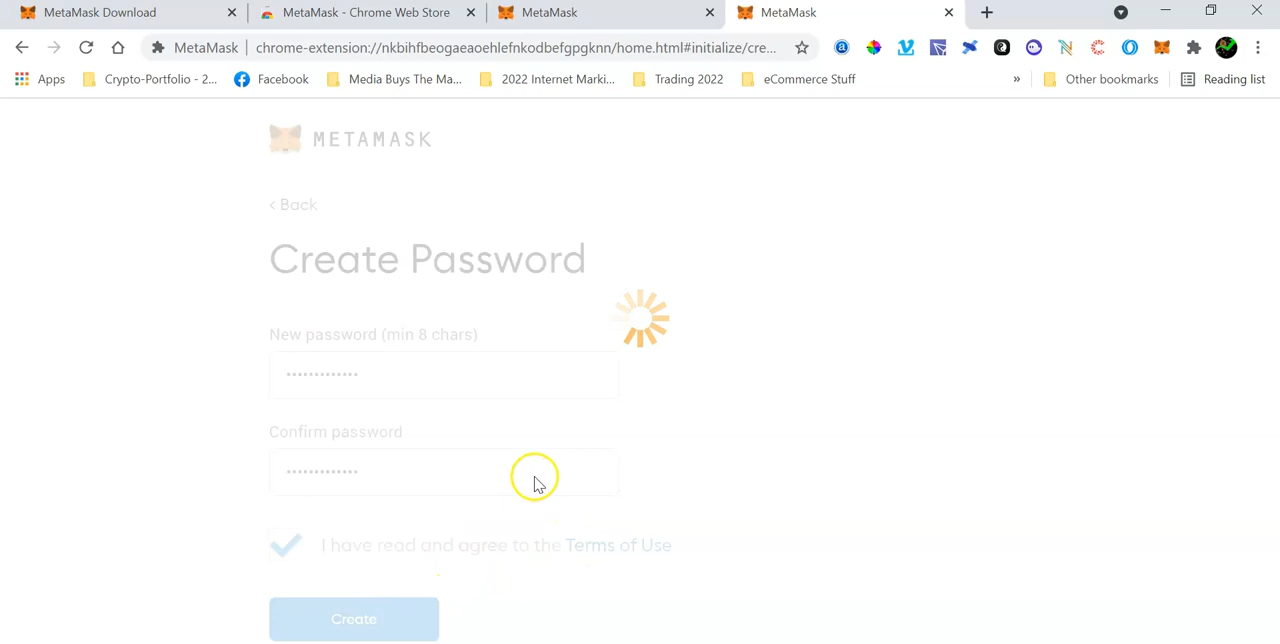 MetaMask Download
MetaMask - Chrome Web Store
MetaMask
MetaMask
MetaMask
chrome-extension://nkbihfbeogaeaoehlefnkodbefgpgknn/home.html#initialize/cre...
Apps
Crypto-Portfolio - 2...
Facebook
Media Buys The Ma...
2022 Internet Marki...
Trading 2022
eCommerce Stuff
»
Other bookmarks
Reading list
METAMASK
< Back
Create Password
New password (min 8 chars)
•••••••••••••
Confirm password
•••••••••••••
I have read and agree to the Terms of Use
Create